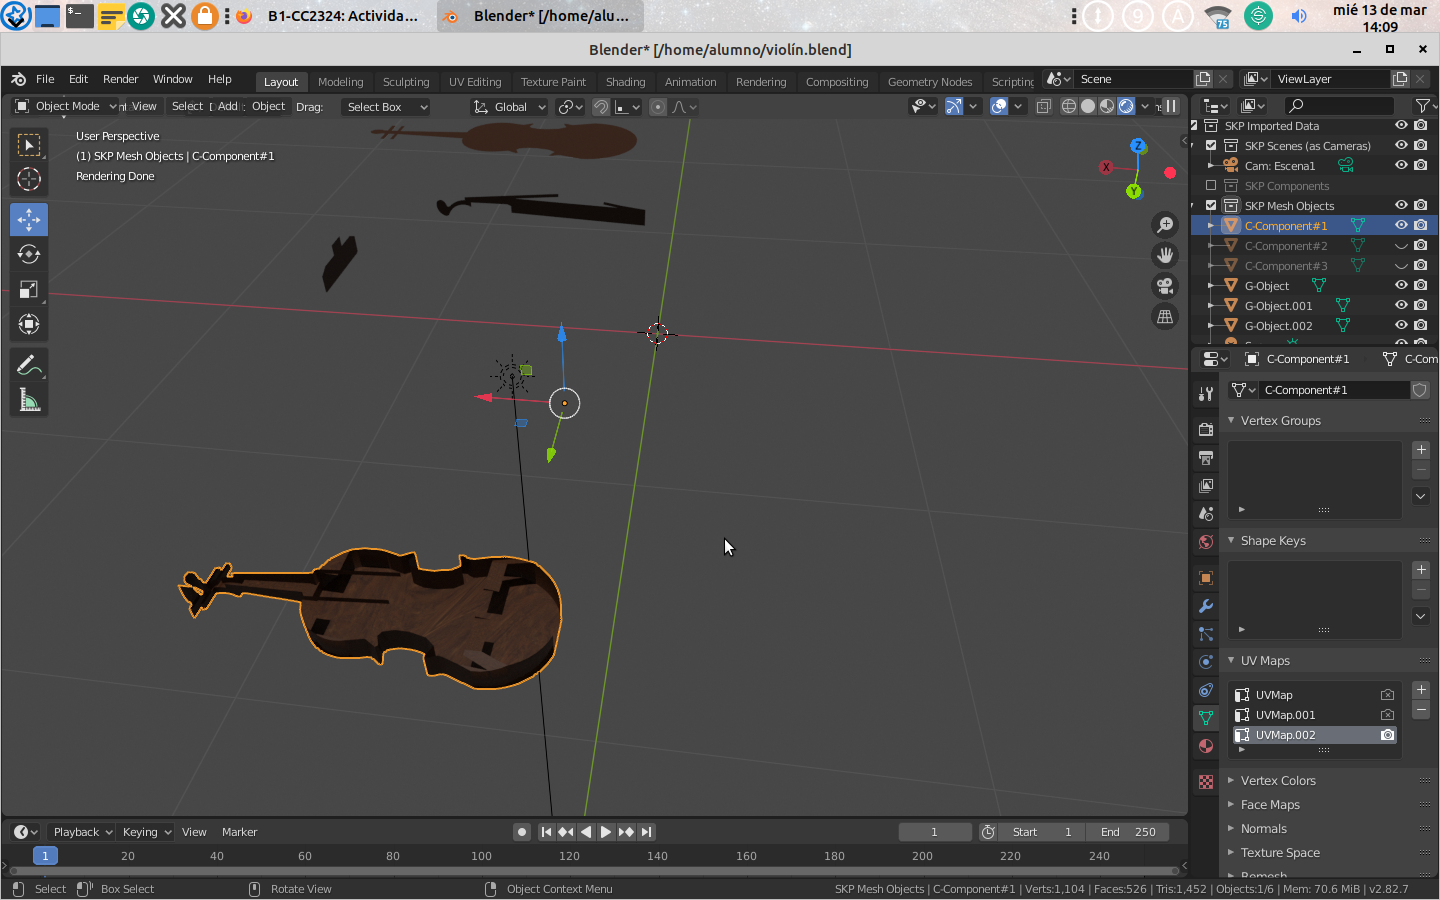 B1-CC2324: Activida...
Blender* [/home/alu...
9
A
75
mié 13 de mar
14:09
Blender* [/home/alumno/violín.blend]
File Edit Render Window Help
Layout Modeling Sculpting UV Editing Texture Paint Shading Animation Rendering Compositing Geometry Nodes Scripting
Scene
ViewLayer
Object Mode View Select Add Object Drag: Select Box Global
User Perspective
(1) SKP Mesh Objects | C-Component#1
Rendering Done
Z
X
Y
SKP Imported Data
SKP Scenes (as Cameras)
Cam: Escena1
SKP Components
SKP Mesh Objects
C-Component#1
C-Component#2
C-Component#3
G-Object
G-Object.001
G-Object.002
C-Component#1 C-Com
C-Component#1
Vertex Groups
Shape Keys
UV Maps
UVMap
UVMap.001
UVMap.002
Vertex Colors
Face Maps
Normals
Texture Space
Remesh
Playback Keying View Marker
1
Start 1
End 250
1 20 40 60 80 100 120 140 160 180 200 220 240
Select Box Select Rotate View Object Context Menu
SKP Mesh Objects | C-Component#1 | Verts:1,104 | Faces:526 | Tris:1,452 | Objects:1/6 | Mem: 70.6 MiB | v2.82.7